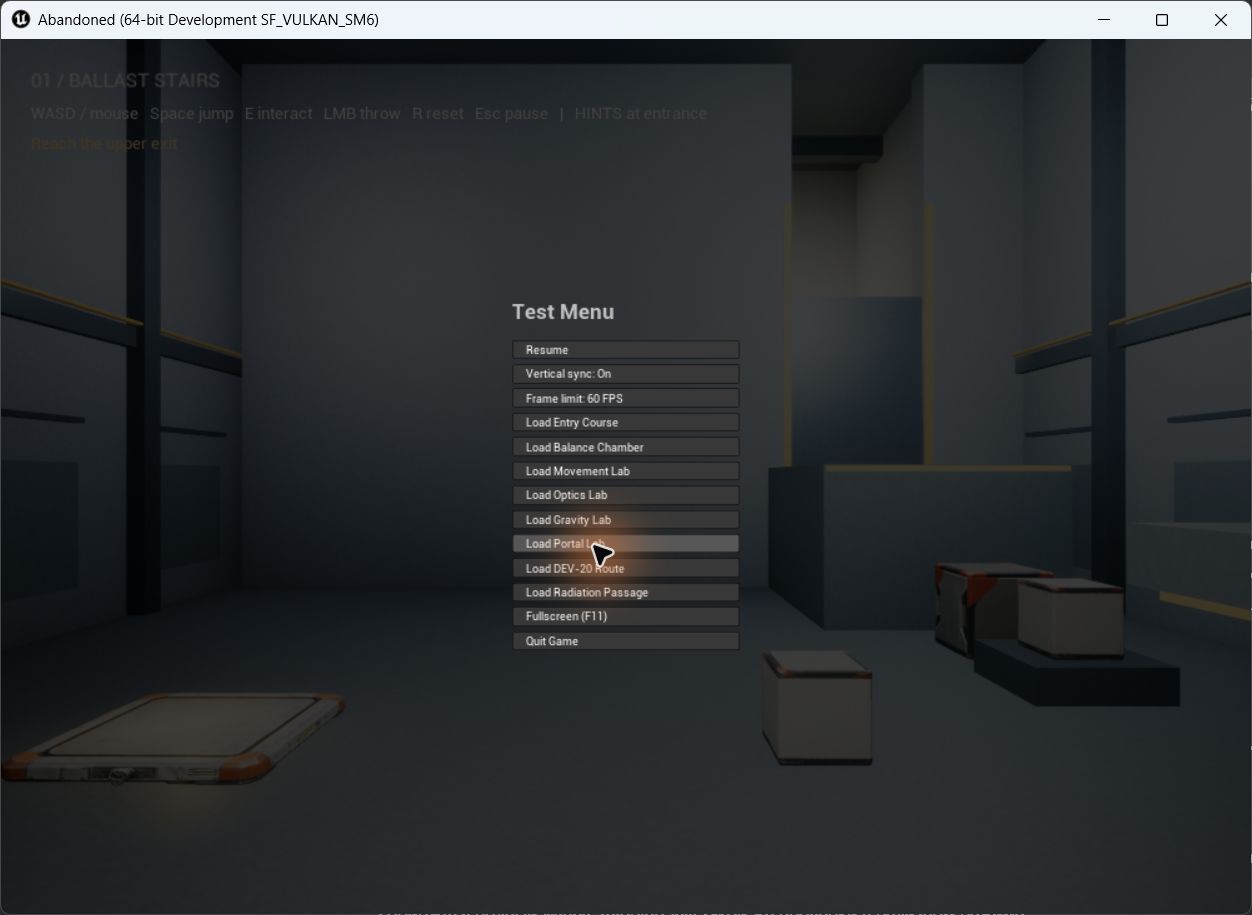 Abandoned (64-bit Development SF_VULKAN_SM6)
01 / BALLAST STAIRS
WASD / mouse Space jump E interact LMB throw R reset Esc pause | HINTS at entrance
Reach the upper exit
Test Menu
Resume
Vertical sync: On
Frame limit: 60 FPS
Load Entry Course
Load Balance Chamber
Load Movement Lab
Load Optics Lab
Load Gravity Lab
Load Portal Lab
Load DEV-20 Route
Load Radiation Passage
Fullscreen (F11)
Quit Game